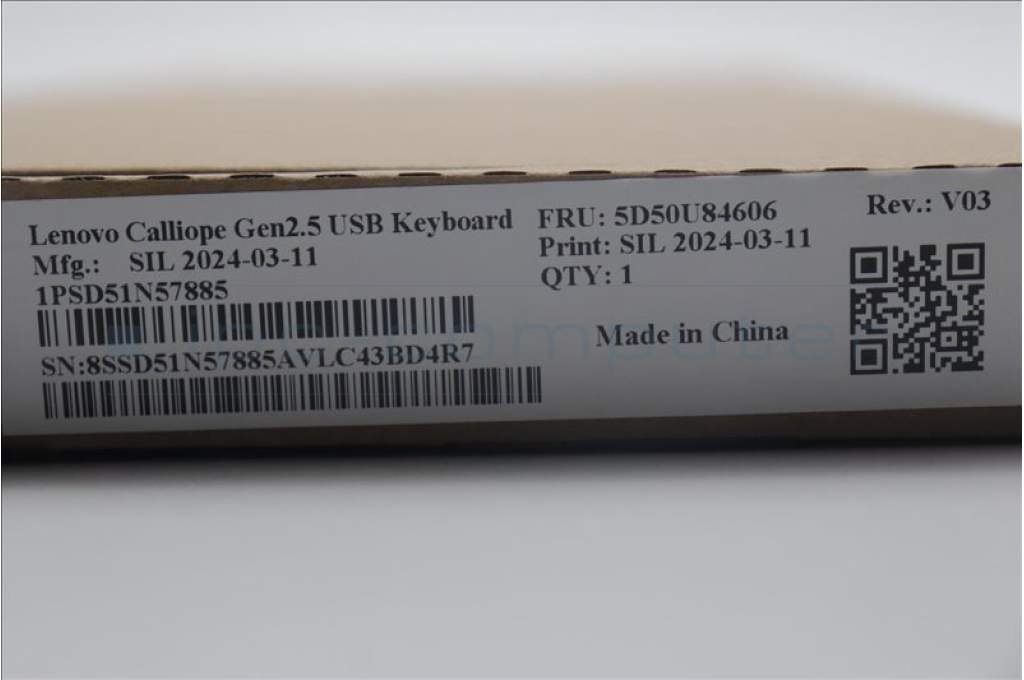 Lenovo Calliope Gen2.5 USB Keyboard
Mfg.: SIL 2024-03-11
1PSD51N57885
SN:8SSD51N57885AVLC43BD4R7
FRU: 5D50U84606
Print: SIL 2024-03-11
QTY: 1
Made in China
Rev.: V03